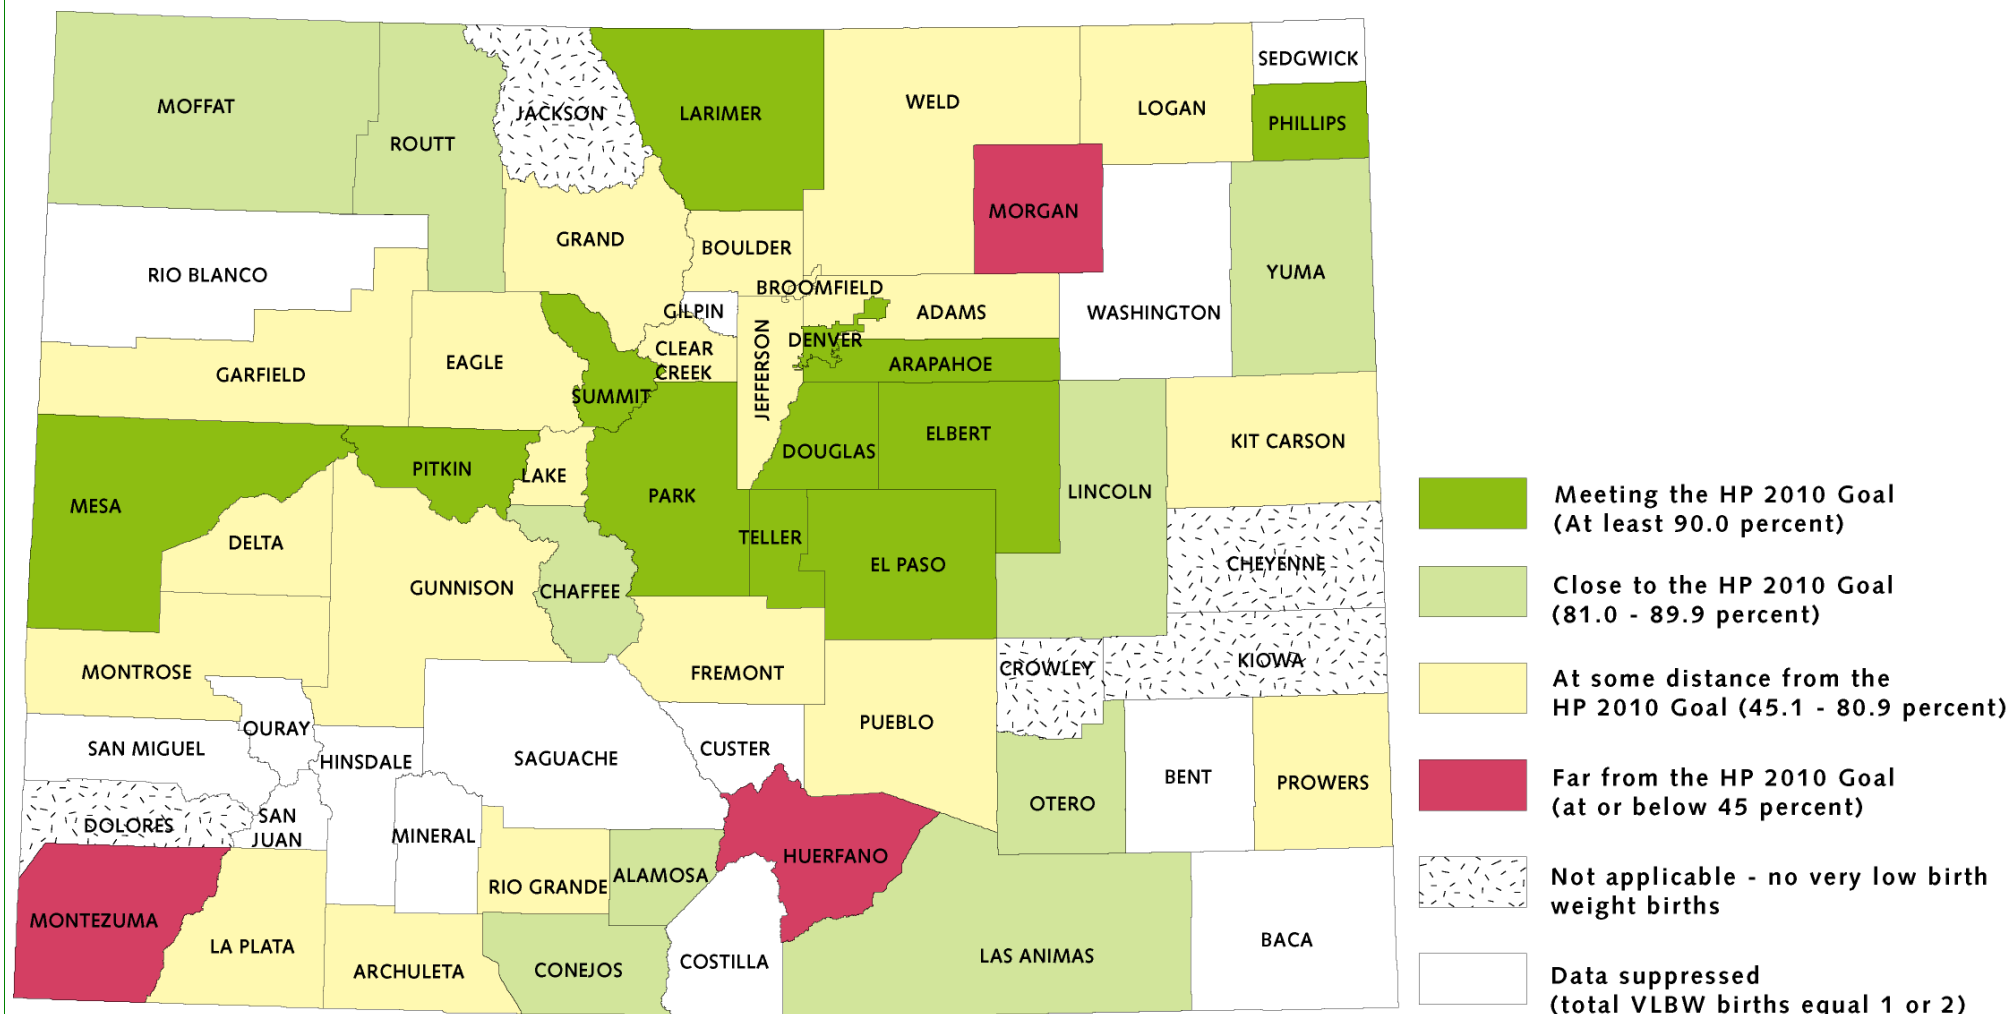 SEDGWICK
MOFFAT
ROUTT
JACKSON
LARIMER
WELD
LOGAN
PHILLIPS
MORGAN
GRAND
BOULDER
RIO BLANCO
YUMA
BROOMFIELD
GILPIN
ADAMS
WASHINGTON
DENVER
CLEAR
CREEK
JEFFERSON
EAGLE
ARAPAHOE
GARFIELD
SUMMIT
ELBERT
KIT CARSON
DOUGLAS
PITKIN
LAKE
LINCOLN
PARK
MESA
TELLER
DELTA
EL PASO
CHEYENNE
GUNNISON
CHAFFEE
KIOWA
CROWLEY
MONTROSE
FREMONT
PUEBLO
OURAY
SAN MIGUEL
CUSTER
HINSDALE
SAGUACHE
BENT
PROWERS
OTERO
SAN
JUAN
DOLORES
MINERAL
HUERFANO
ALAMOSA
RIO GRANDE
MONTEZUMA
LA PLATA
ARCHULETA
CONEJOS
COSTILLA
LAS ANIMAS
BACA
Meeting the HP 2010 Goal
(At least 90.0 percent)
Close to the HP 2010 Goal
(81.0 - 89.9 percent)
At some distance from the
HP 2010 Goal (45.1 - 80.9 percent)
Far from the HP 2010 Goal
(at or below 45 percent)
Not applicable - no very low birth
weight births
Data suppressed
(total VLBW births equal 1 or 2)